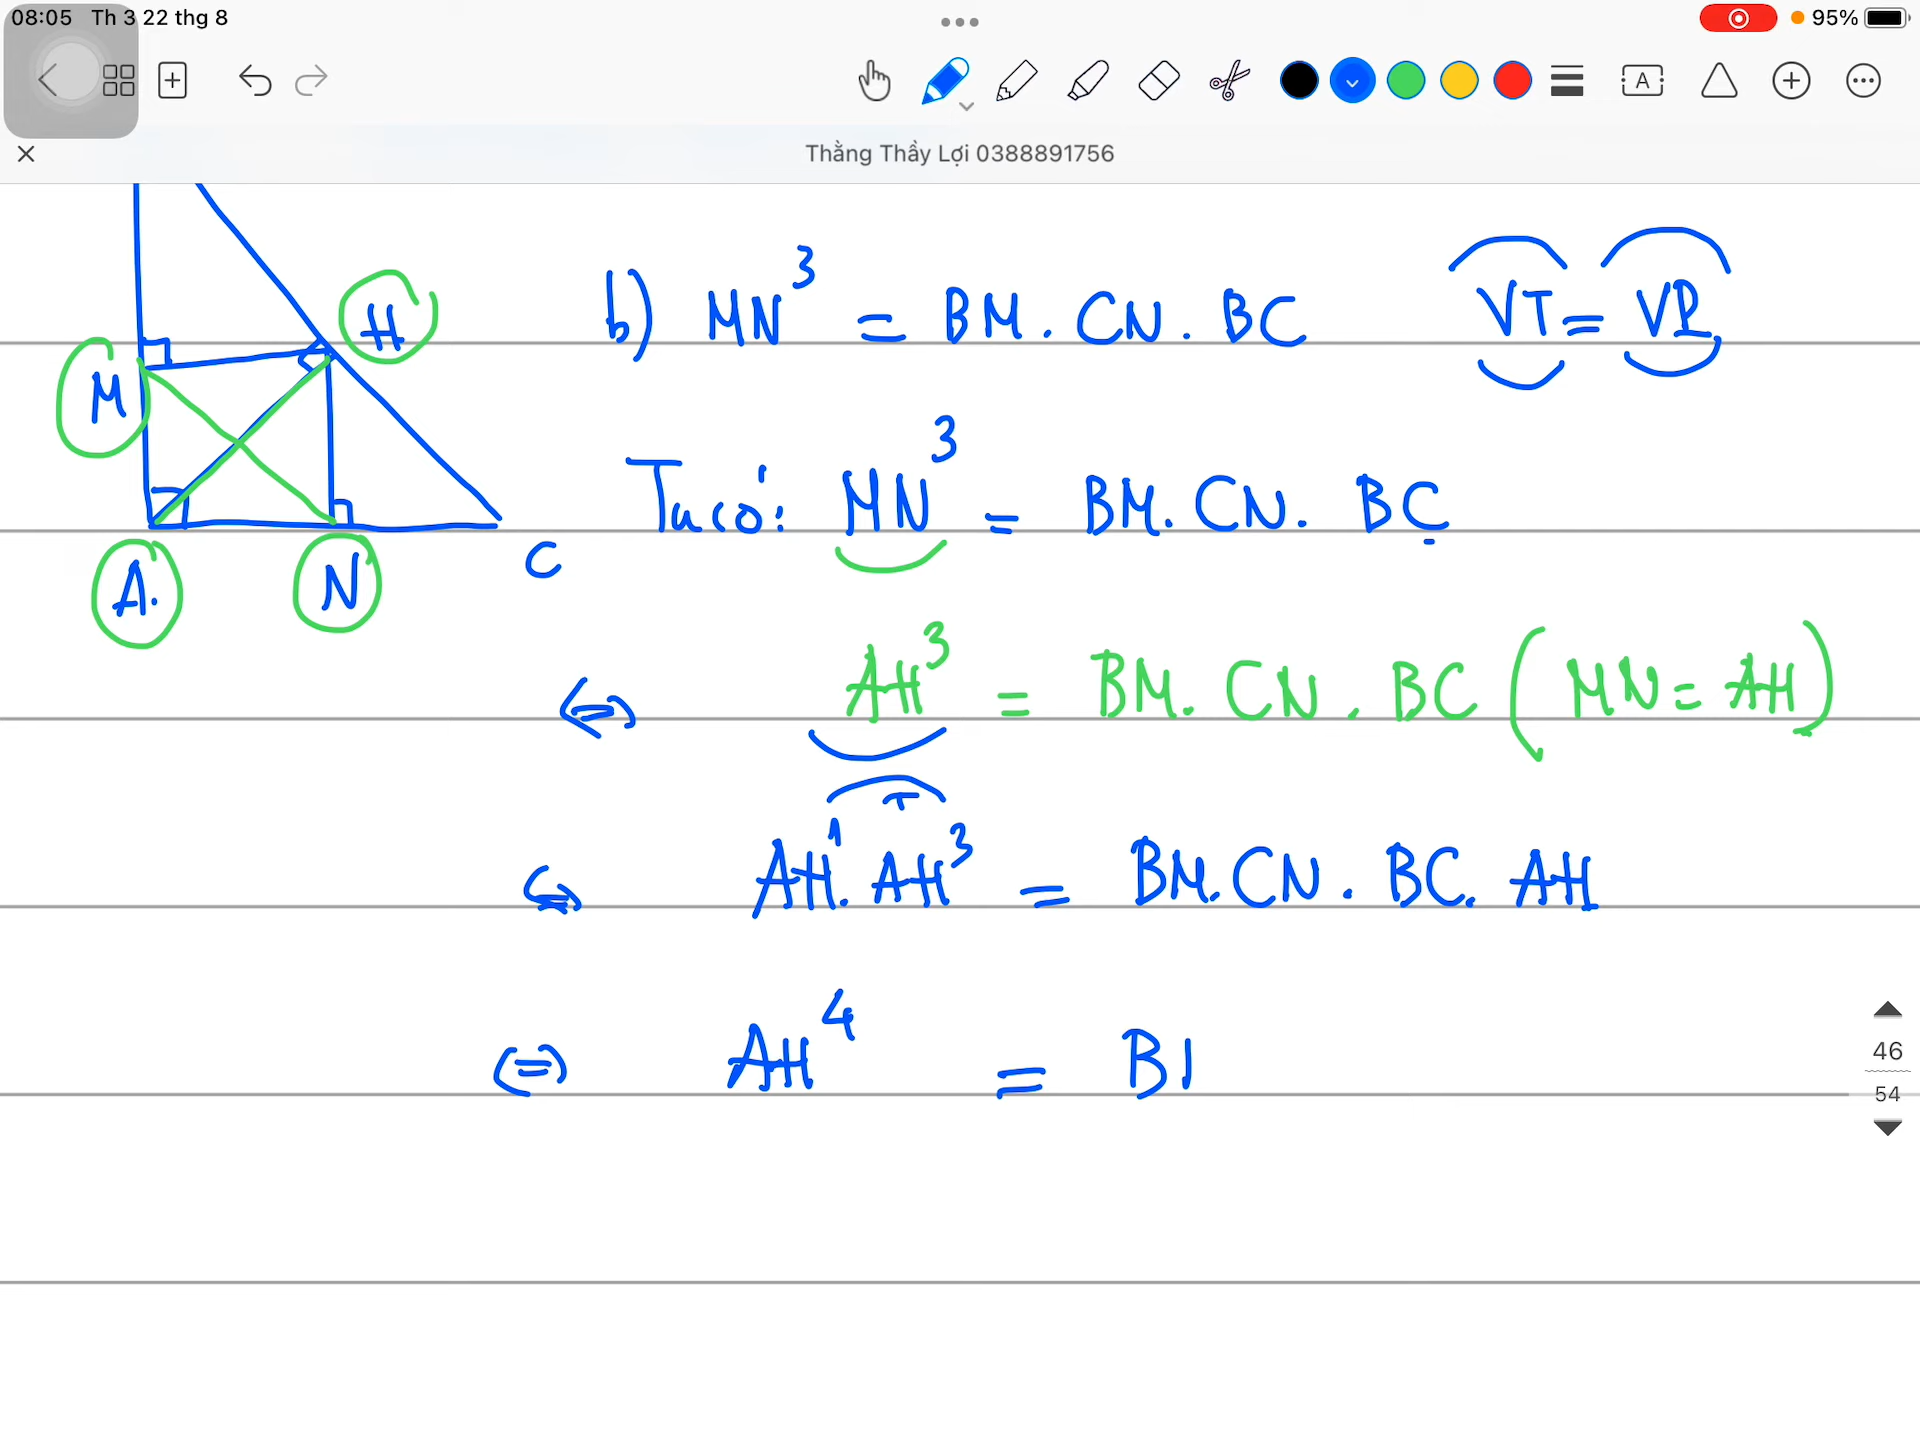 08:05 Th 3 22 thg 8
95%
A
Thằng Thầy Lợi 0388891756
b) MN³ = BM. CN. BC
VT = VP
H
M
A.
N
C
Ta có: MN³ = BM. CN. BC
⇔ AH³ = BM. CN. BC (MN = AH)
⇔ AH¹. AH³ = BM. CN. BC. AH
⇔ AH⁴ = BI
46
54